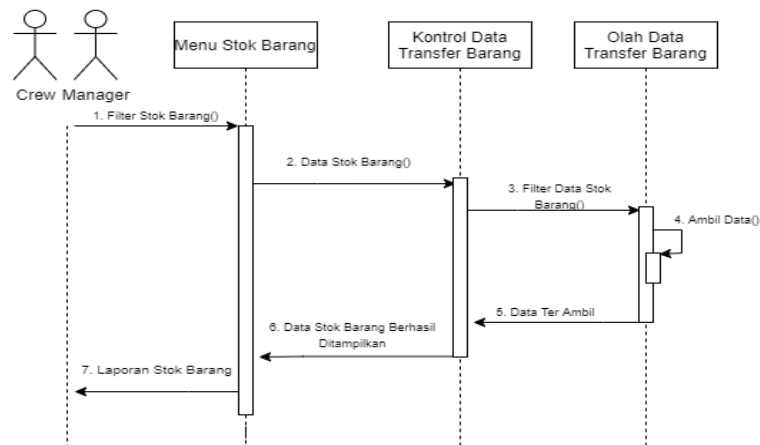 Menu Stok Barang
Kontrol Data
Transfer Barang
Olah Data
Transfer Barang
Crew Manager
1. Filter Stok Barang()
2. Data Stok Barang()
3. Filter Data Stok
Barang()
4. Ambil Data()
5. Data Ter Ambil
6. Data Stok Barang Berhasil
Ditampilkan
7. Laporan Stok Barang